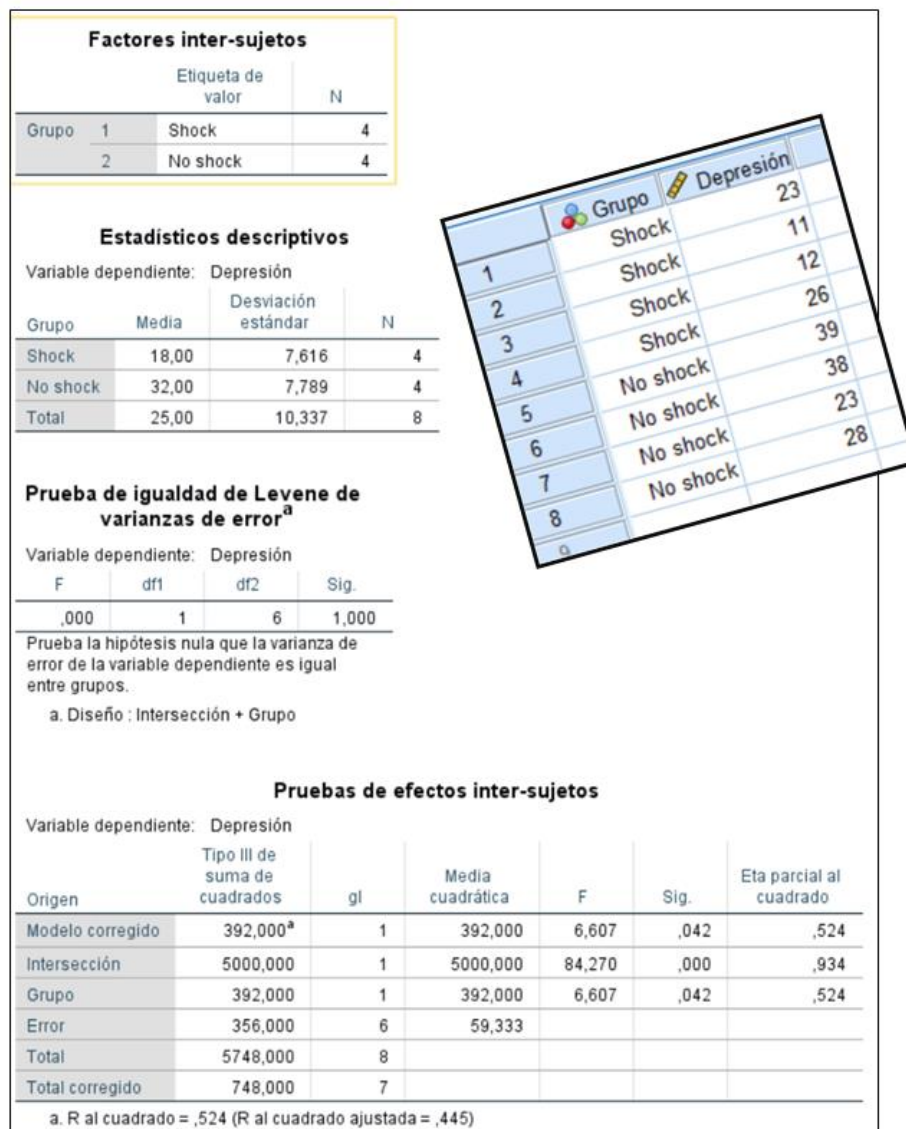 Factores inter-sujetos
Etiqueta de
valor N
Grupo 1 Shock 4
2 No shock 4
Grupo Depresión
1 Shock 23
2 Shock 11
3 Shock 12
4 Shock 26
5 No shock 39
6 No shock 38
7 No shock 23
8 No shock 28
9
Estadísticos descriptivos
Variable dependiente: Depresión
Desviación
Grupo Media estándar N
Shock 18,00 7,616 4
No shock 32,00 7,789 4
Total 25,00 10,337 8
Prueba de igualdad de Levene de
varianzas de error a
Variable dependiente: Depresión
F df1 df2 Sig.
,000 1 6 1,000
Prueba la hipótesis nula que la varianza de
error de la variable dependiente es igual
entre grupos.
a. Diseño : Intersección + Grupo
Pruebas de efectos inter-sujetos
Variable dependiente: Depresión
Tipo III de
suma de Media Eta parcial al
Origen cuadrados gl cuadrática F Sig. cuadrado
Modelo corregido 392,000a 1 392,000 6,607 ,042 ,524
Intersección 5000,000 1 5000,000 84,270 ,000 ,934
Grupo 392,000 1 392,000 6,607 ,042 ,524
Error 356,000 6 59,333
Total 5748,000 8
Total corregido 748,000 7
a. R al cuadrado = ,524 (R al cuadrado ajustada = ,445)